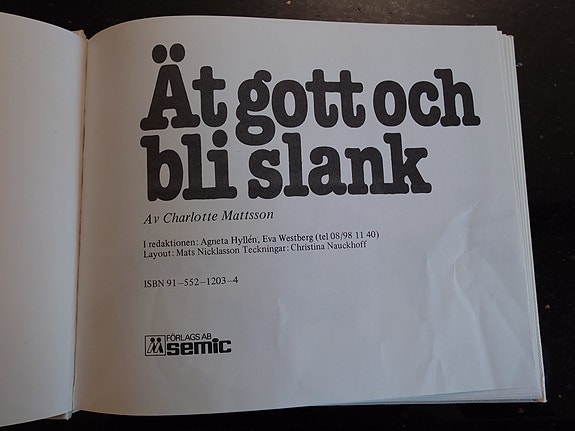 Ät gott och
bli slank
Av Charlotte Mattsson
I redaktionen: Agneta Hyllén, Eva Westberg (tel 08/98 11 40)
Layout: Mats Nicklasson Teckningar: Christina Nauckhoff
ISBN 91–552–1203–4
FÖRLAGS AB
semic